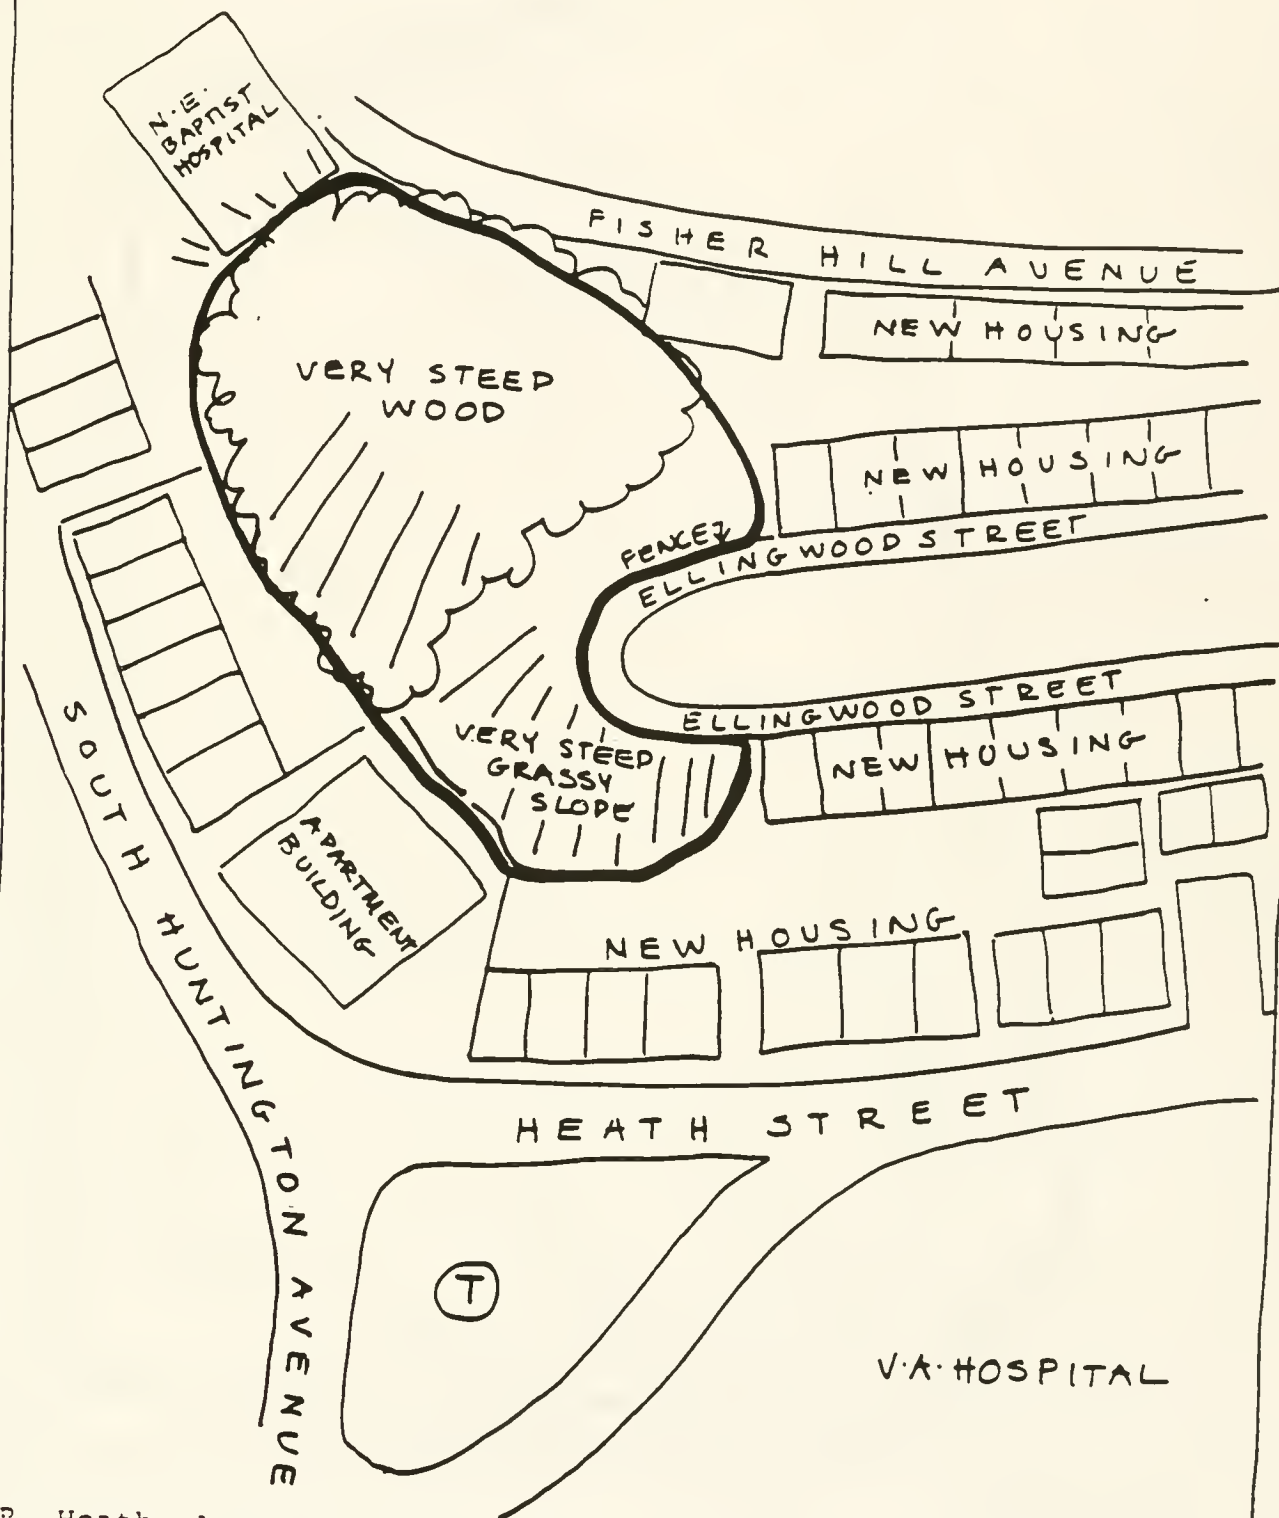 N.E.
BAPTIST
HOSPITAL
FISHER HILL AVENUE
NEW HOUSING
VERY STEEP
WOOD
NEW HOUSING
FENCE
ELLINGWOOD STREET
ELLINGWOOD STREET
VERY STEEP
GRASSY
SLOPE
NEW HOUSING
SOUTH HUNTINGTON AVENUE
APARTMENT
BUILDING
NEW HOUSING
HEATH STREET
T
V.A. HOSPITAL